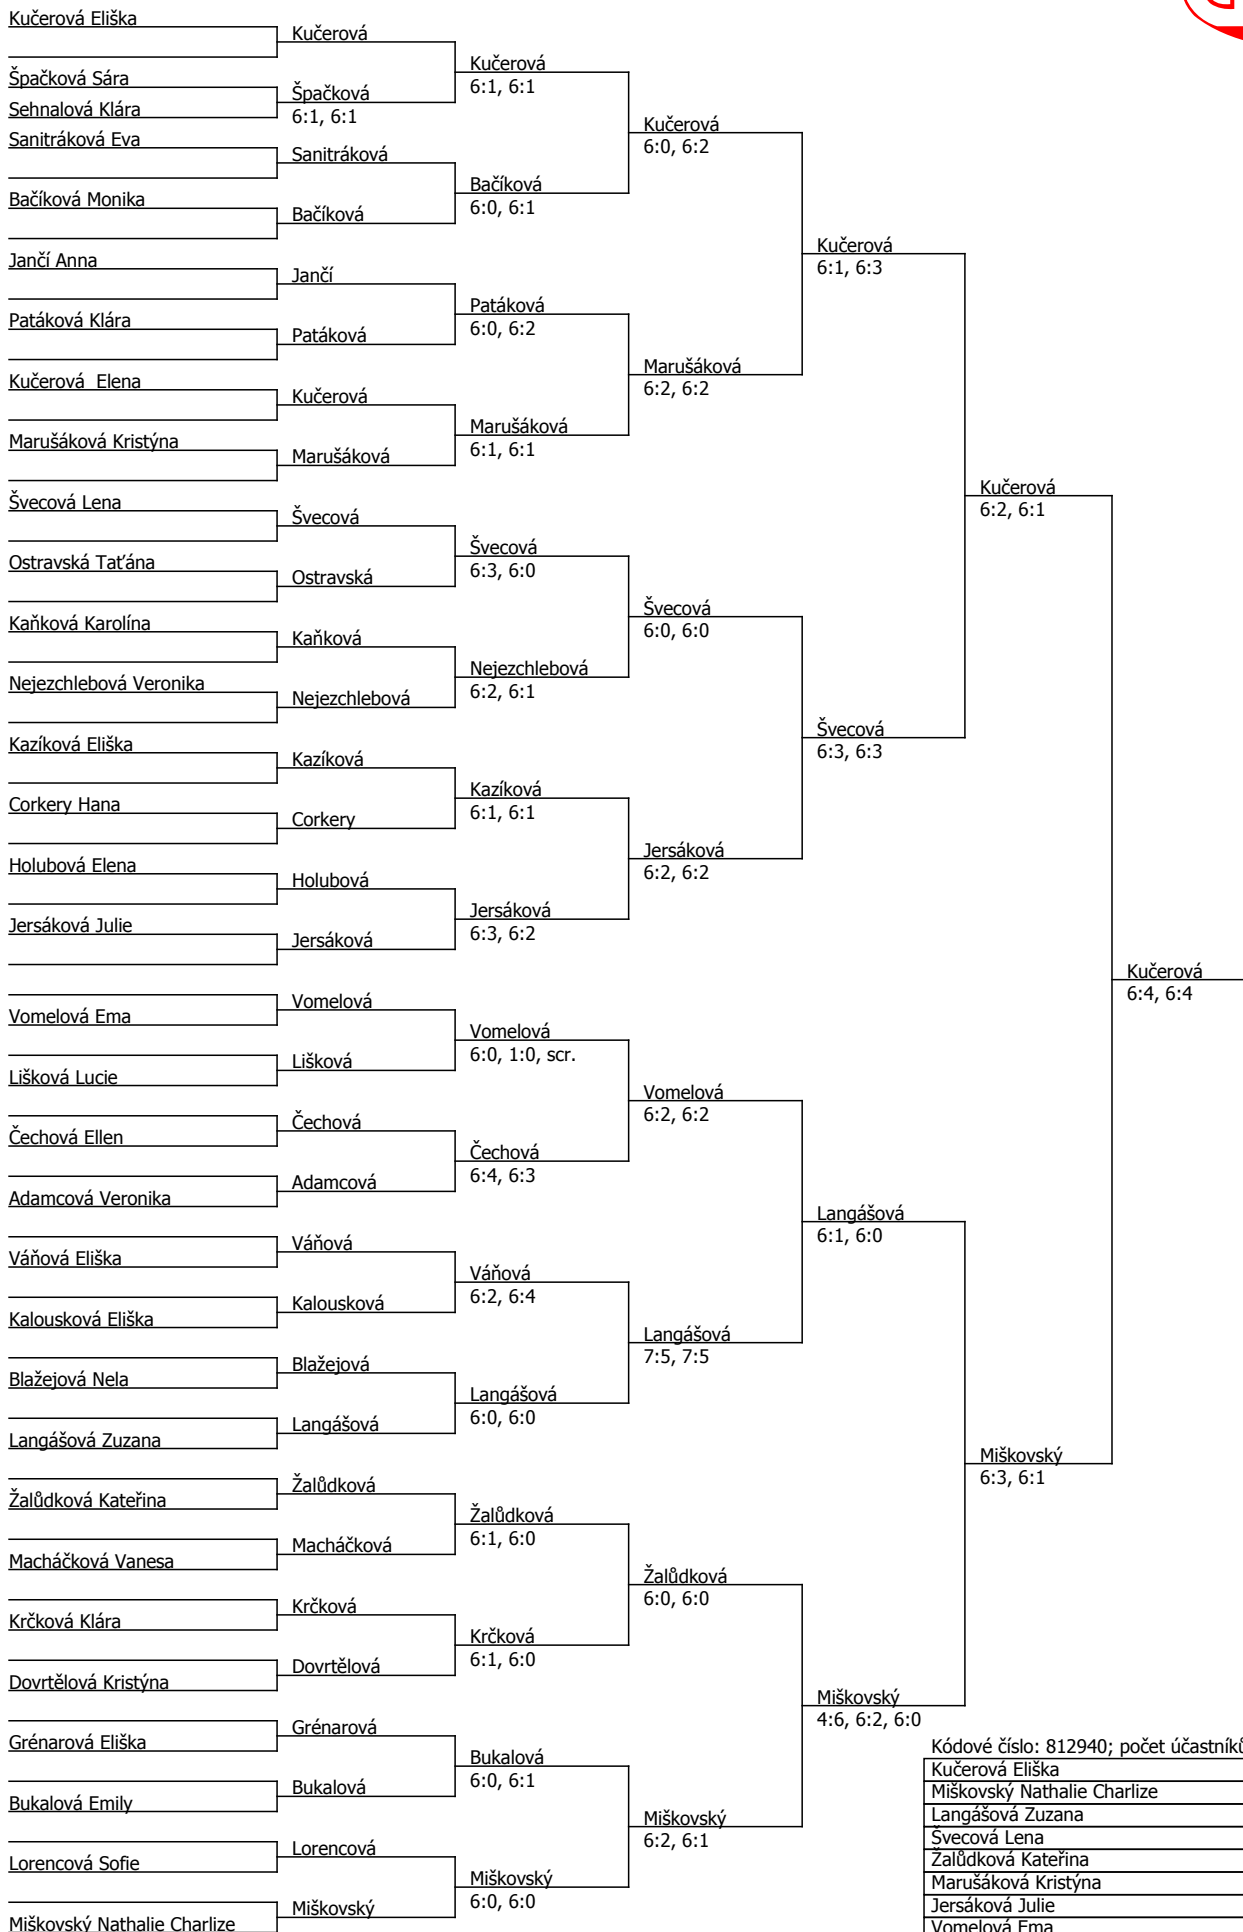 Kučerová Eliška
Kučerová
Kučerová
6:1, 6:1
Špačková Sára
Špačková
6:1, 6:1
Sehnalová Klára
Kučerová
6:0, 6:2
Sanitráková Eva
Sanitráková
Bačíková
6:0, 6:1
Bačíková Monika
Bačíková
Kučerová
6:1, 6:3
Jančí Anna
Jančí
Patáková
6:0, 6:2
Patáková Klára
Patáková
Marušáková
6:2, 6:2
Kučerová  Elena
Kučerová
Marušáková
6:1, 6:1
Marušáková Kristýna
Marušáková
Kučerová
6:2, 6:1
Švecová Lena
Švecová
Švecová
6:3, 6:0
Ostravská Taťána
Ostravská
Švecová
6:0, 6:0
Kaňková Karolína
Kaňková
Nejezchlebová
6:2, 6:1
Nejezchlebová Veronika
Nejezchlebová
Švecová
6:3, 6:3
Kazíková Eliška
Kazíková
Kazíková
6:1, 6:1
Corkery Hana
Corkery
Jersáková
6:2, 6:2
Holubová Elena
Holubová
Jersáková
6:3, 6:2
Jersáková Julie
Jersáková
Kučerová
6:4, 6:4
Vomelová
Vomelová Ema
Vomelová
6:0, 1:0, scr.
Lišková
Lišková Lucie
Vomelová
6:2, 6:2
Čechová
Čechová Ellen
Čechová
6:4, 6:3
Adamcová
Adamcová Veronika
Langášová
6:1, 6:0
Váňová
Váňová Eliška
Váňová
6:2, 6:4
Kalousková
Kalousková Eliška
Langášová
7:5, 7:5
Blažejová
Blažejová Nela
Langášová
6:0, 6:0
Langášová
Langášová Zuzana
Miškovský
6:3, 6:1
Žalůdková
Žalůdková Kateřina
Žalůdková
6:1, 6:0
Macháčková
Macháčková Vanesa
Žalůdková
6:0, 6:0
Krčková
Krčková Klára
Krčková
6:1, 6:0
Dovrtělová
Dovrtělová Kristýna
Miškovský
4:6, 6:2, 6:0
Grénarová
Grénarová Eliška
Bukalová
6:0, 6:1
Bukalová
Bukalová Emily
Miškovský
6:2, 6:1
Lorencová
Lorencová Sofie
Miškovský
6:0, 6:0
Miškovský
Miškovský Nathalie Charlize
Kódové číslo: 812940; počet účastníků
Kučerová Eliška
Miškovský Nathalie Charlize
Langášová Zuzana
Švecová Lena
Žalůdková Kateřina
Marušáková Kristýna
Jersáková Julie
Vomelová Ema